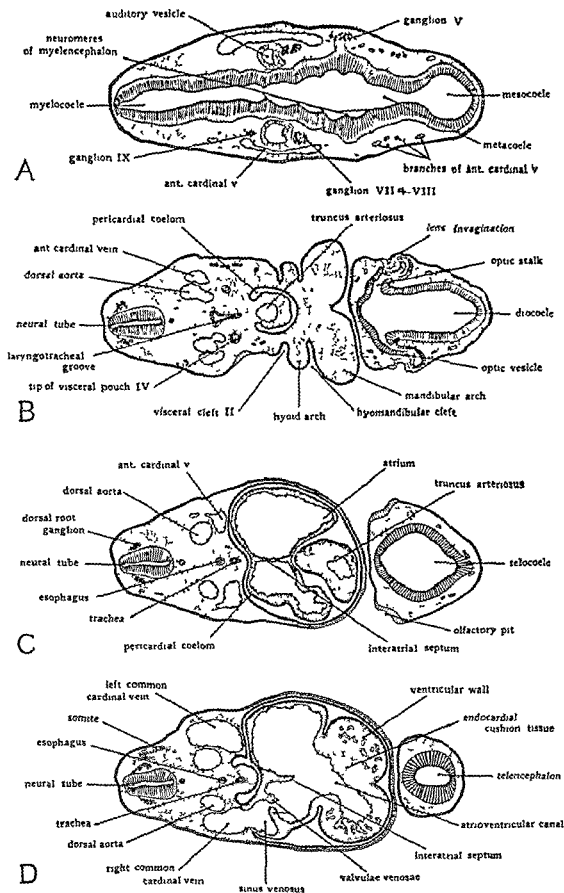 auditory vesicle
ganglion V
neuromeres of
myelencephalon
myelocoele
mesocoele
metacoele
ganglion IX
branches of Ant. cardinal V
A
ant. cardinal v
ganglion VII & VIII
pericardial coelom
truncus arteriosus
lens invagination
ant cardinal vein
optic stalk
dorsal aorta
neural tube
diocoele
laryngotracheal
groove
optic vesicle
tip of visceral pouch IV
mandibular arch
visceral cleft II
hyoid arch
hyomandibular cleft
B
ant. cardinal v
atrium
dorsal aorta
truncus arteriosus
dorsal root
ganglion
neural tube
telocoele
esophagus
trachea
olfactory pit
pericardial coelom
interatrial septum
C
left common
cardinal vein
ventricular wall
somite
endocardial
cushion tissue
esophagus
neural tube
telencephalon
trachea
atrioventricular canal
dorsal aorta
interatrial septum
right common
cardinal vein
valvulae venosae
sinus venosus
D